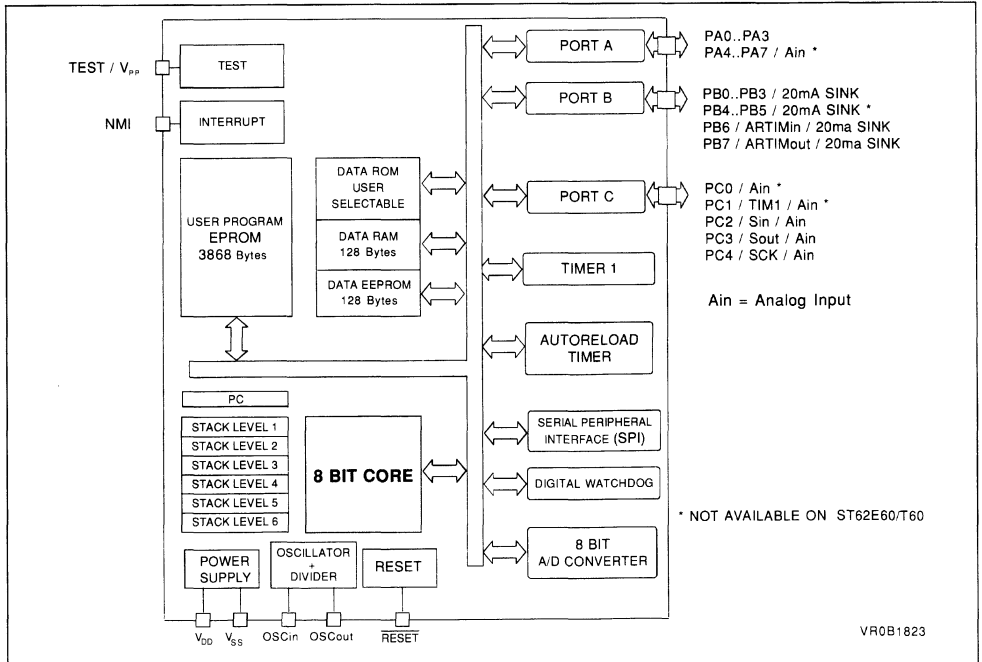 TEST / VPP
TEST
NMI
INTERRUPT
USER PROGRAM
EPROM
3868 Bytes
DATA ROM
USER
SELECTABLE
DATA RAM
128 Bytes
DATA EEPROM
128 Bytes
PC
STACK LEVEL 1
STACK LEVEL 2
STACK LEVEL 3
STACK LEVEL 4
STACK LEVEL 5
STACK LEVEL 6
8 BIT CORE
POWER
SUPPLY
OSCILLATOR
+
DIVIDER
RESET
VDD
VSS
OSCin
OSCout
RESET
PORT A
PORT B
PORT C
TIMER 1
AUTORELOAD
TIMER
SERIAL PERIPHERAL
INTERFACE (SPI)
DIGITAL WATCHDOG
8 BIT
A/D CONVERTER
PA0..PA3
PA4..PA7 / Ain *
PB0..PB3 / 20mA SINK
PB4..PB5 / 20mA SINK *
PB6 / ARTIMin / 20ma SINK
PB7 / ARTIMout / 20ma SINK
PC0 / Ain *
PC1 / TIM1 / Ain *
PC2 / Sin / Ain
PC3 / Sout / Ain
PC4 / SCK / Ain
Ain = Analog Input
* NOT AVAILABLE ON ST62E60/T60
VR0B1823